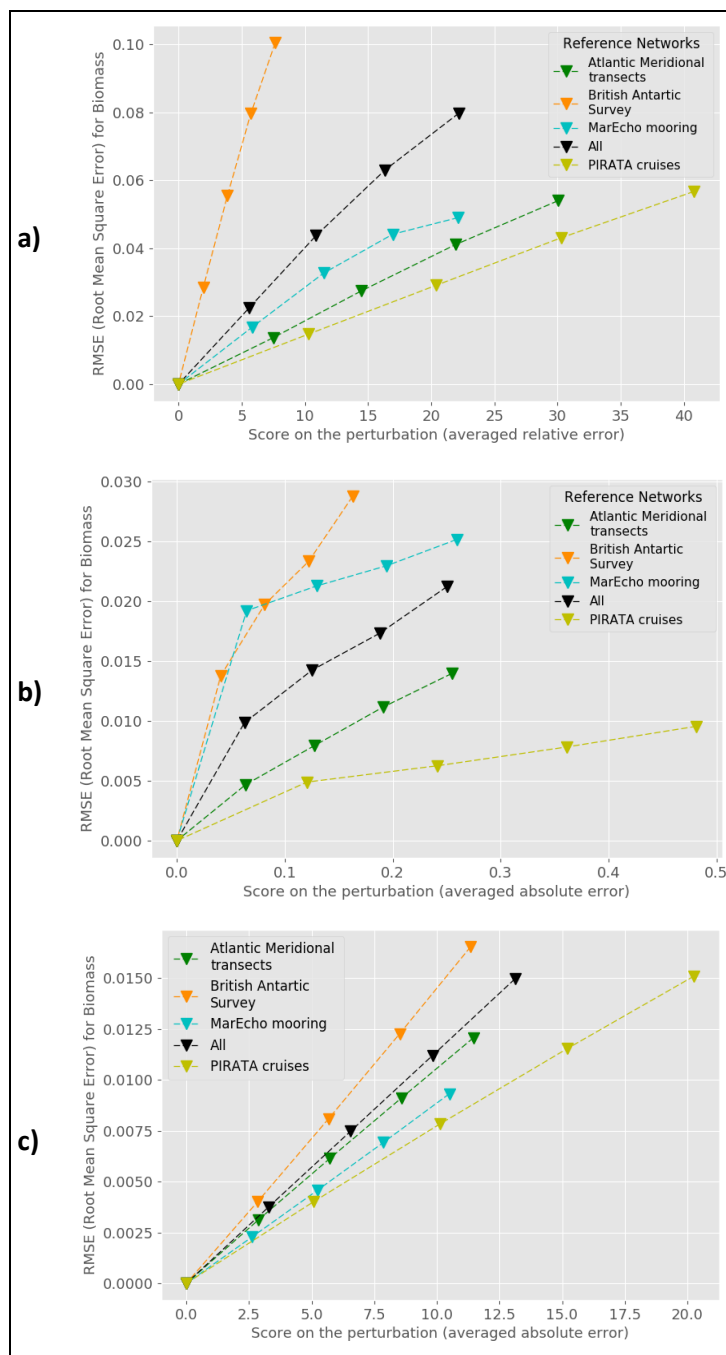 a)
RMSE (Root Mean Square Error) for Biomass
0.10
0.08
0.06
0.04
0.02
0.00
Reference Networks
Atlantic Meridional
transects
British Antartic
Survey
MarEcho mooring
All
PIRATA cruises
0 5 10 15 20 25 30 35 40
Score on the perturbation (averaged relative error)
b)
RMSE (Root Mean Square Error) for Biomass
0.030
0.025
0.020
0.015
0.010
0.005
0.000
Reference Networks
Atlantic Meridional
transects
British Antartic
Survey
MarEcho mooring
All
PIRATA cruises
0.0 0.1 0.2 0.3 0.4 0.5
Score on the perturbation (averaged absolute error)
c)
RMSE (Root Mean Square Error) for Biomass
0.0150
0.0125
0.0100
0.0075
0.0050
0.0025
0.0000
Atlantic Meridional
transects
British Antartic
Survey
MarEcho mooring
All
PIRATA cruises
0.0 2.5 5.0 7.5 10.0 12.5 15.0 17.5 20.0
Score on the perturbation (averaged absolute error)